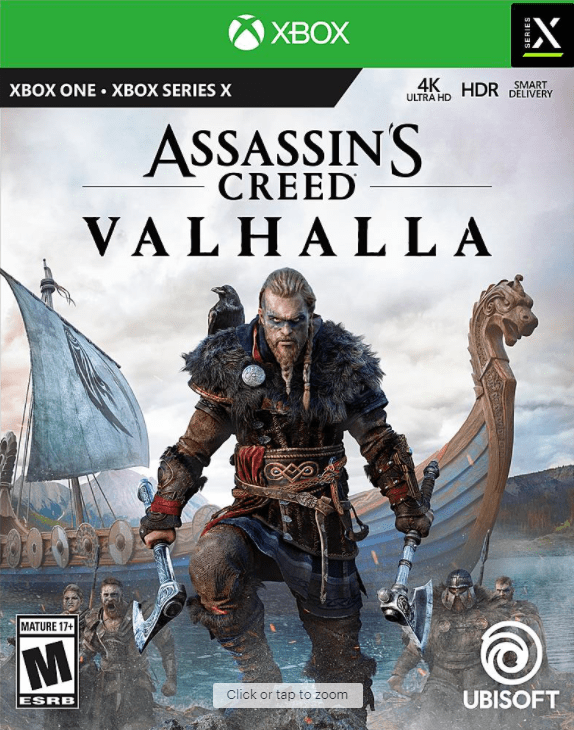 XBOX
SERIES X
XBOX ONE • XBOX SERIES X
4K
ULTRA HD
HDR
SMART
DELIVERY
ASSASSIN'S
CREED
VALHALLA
MATURE 17+
M
ESRB
Click or tap to zoom
UBISOFT